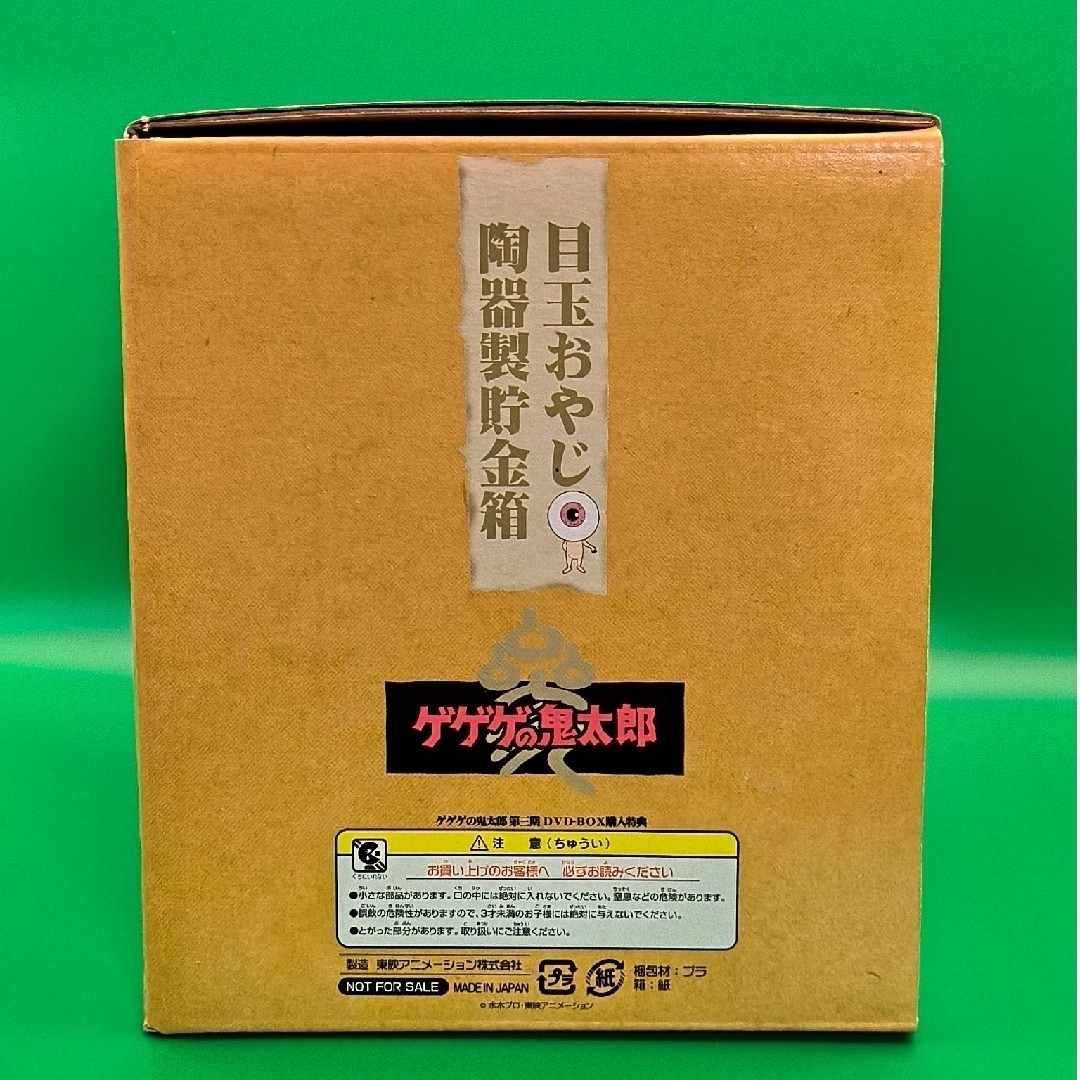 目玉おやじ
陶器製貯金箱
ゲゲゲの鬼太郎
ゲゲゲの鬼太郎 第三期 DVD-BOX購入特典
注 意(ちゅうい)
くちにいれない
お買い上げのお客様へ 必ずお読みください
●小さな部品があります。口の中には絶対に入れないでください。窒息などの危険があります。
●誤飲の危険性がありますので、3才未満のお子様には絶対に与えないでください。
●とがった部分があります。取り扱いにご注意ください。
製造 東映アニメーション株式会社
NOT FOR SALE MADE IN JAPAN
プラ
紙
梱包材:プラ
箱:紙
© 水木プロ・東映アニメーション